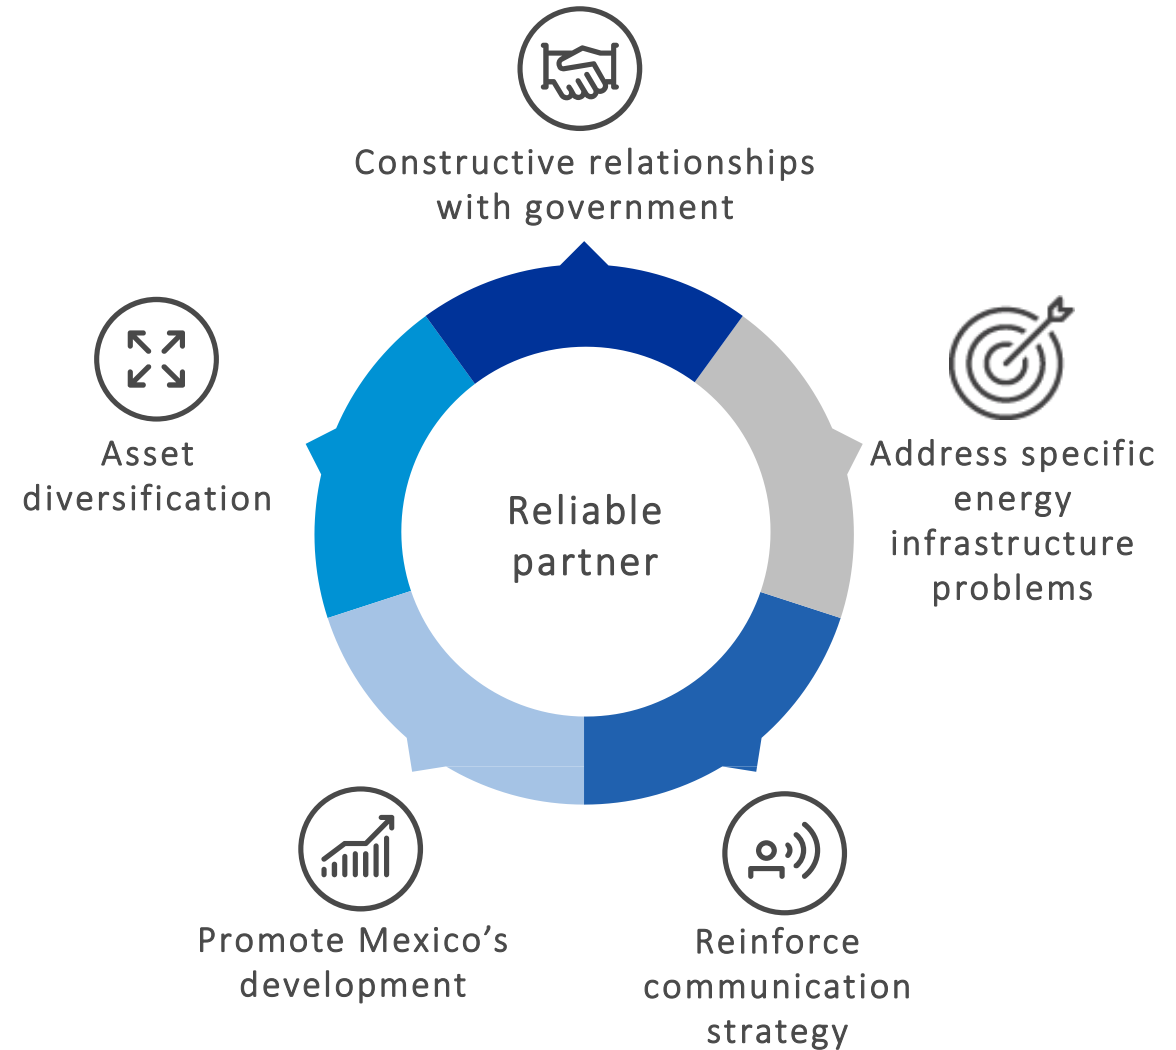 Constructive relationships
with government
Asset
diversification
Address specific
energy
infrastructure
problems
Reliable
partner
Promote Mexico’s
development
Reinforce
communication
strategy